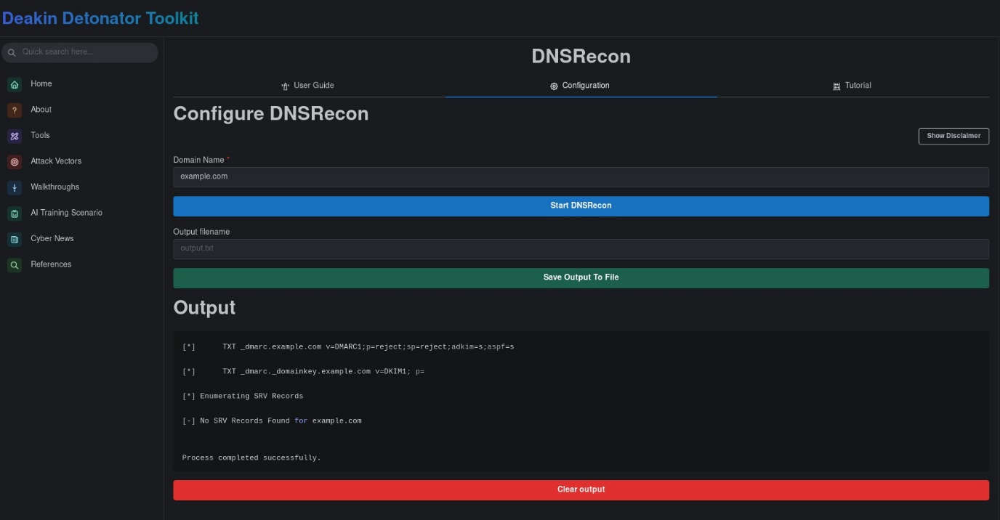 Deakin Detonator Toolkit
Quick search here...
Home
About
Tools
Attack Vectors
Walkthroughs
AI Training Scenario
Cyber News
References
DNSRecon
User Guide
Configuration
Tutorial
Configure DNSRecon
Show Disclaimer
Domain Name *
example.com
Start DNSRecon
Output filename
output.txt
Save Output To File
Output
[*]      TXT _dmarc.example.com v=DMARC1;p=reject;sp=reject;adkim=s;aspf=s
[*]      TXT _dmarc._domainkey.example.com v=DKIM1; p=
[*] Enumerating SRV Records
[-] No SRV Records Found for example.com
Process completed successfully.
Clear output